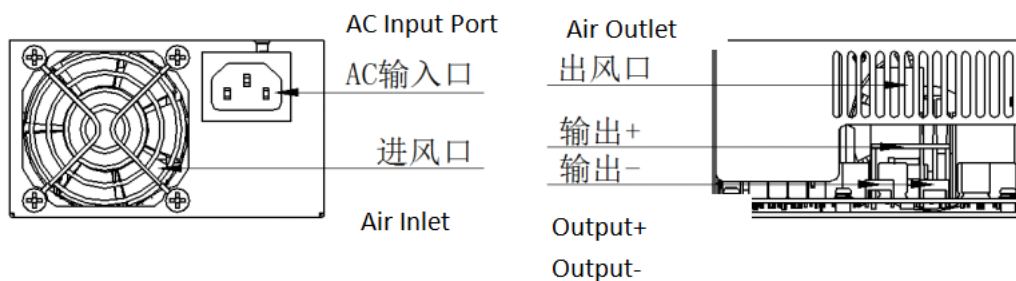 AC Input Port
AC输入口
进风口
Air Inlet
Air Outlet
出风口
输出+
输出-
Output+
Output-